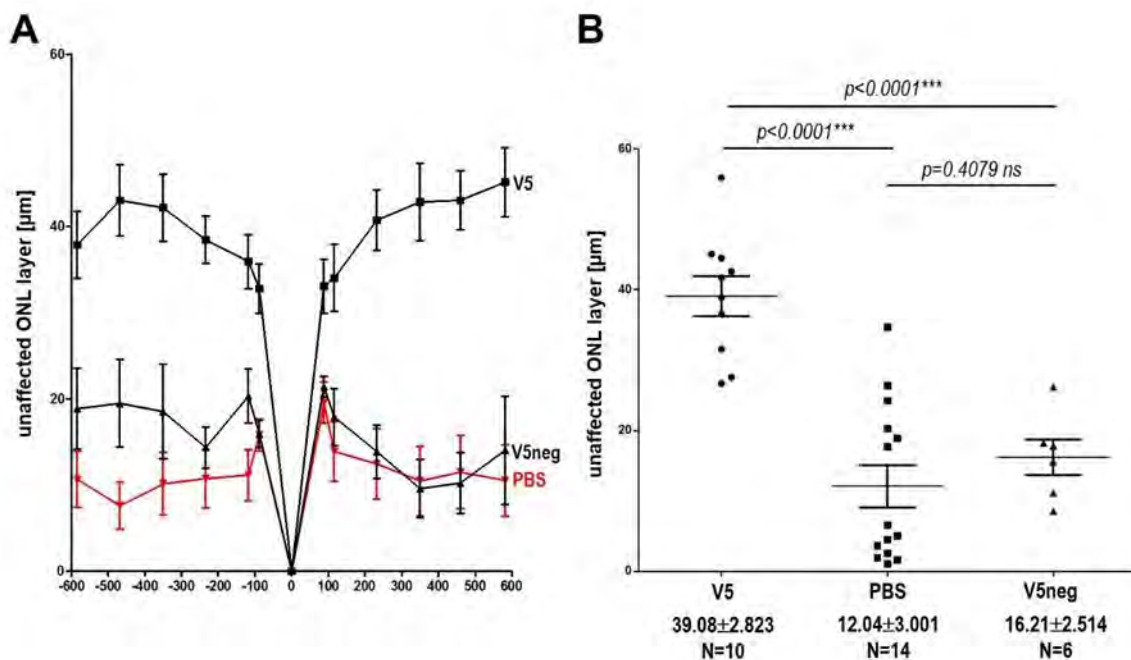 A
unaffected ONL layer [μm]
60
40
20
0
-600 -500 -400 -300 -200 -100 0 100 200 300 400 500 600
V5
V5neg
PBS
B
unaffected ONL layer [μm]
60
40
20
0
p<0.0001***
p<0.0001***
p=0.4079 ns
V5 PBS V5neg
39.08±2.823 12.04±3.001 16.21±2.514
N=10 N=14 N=6